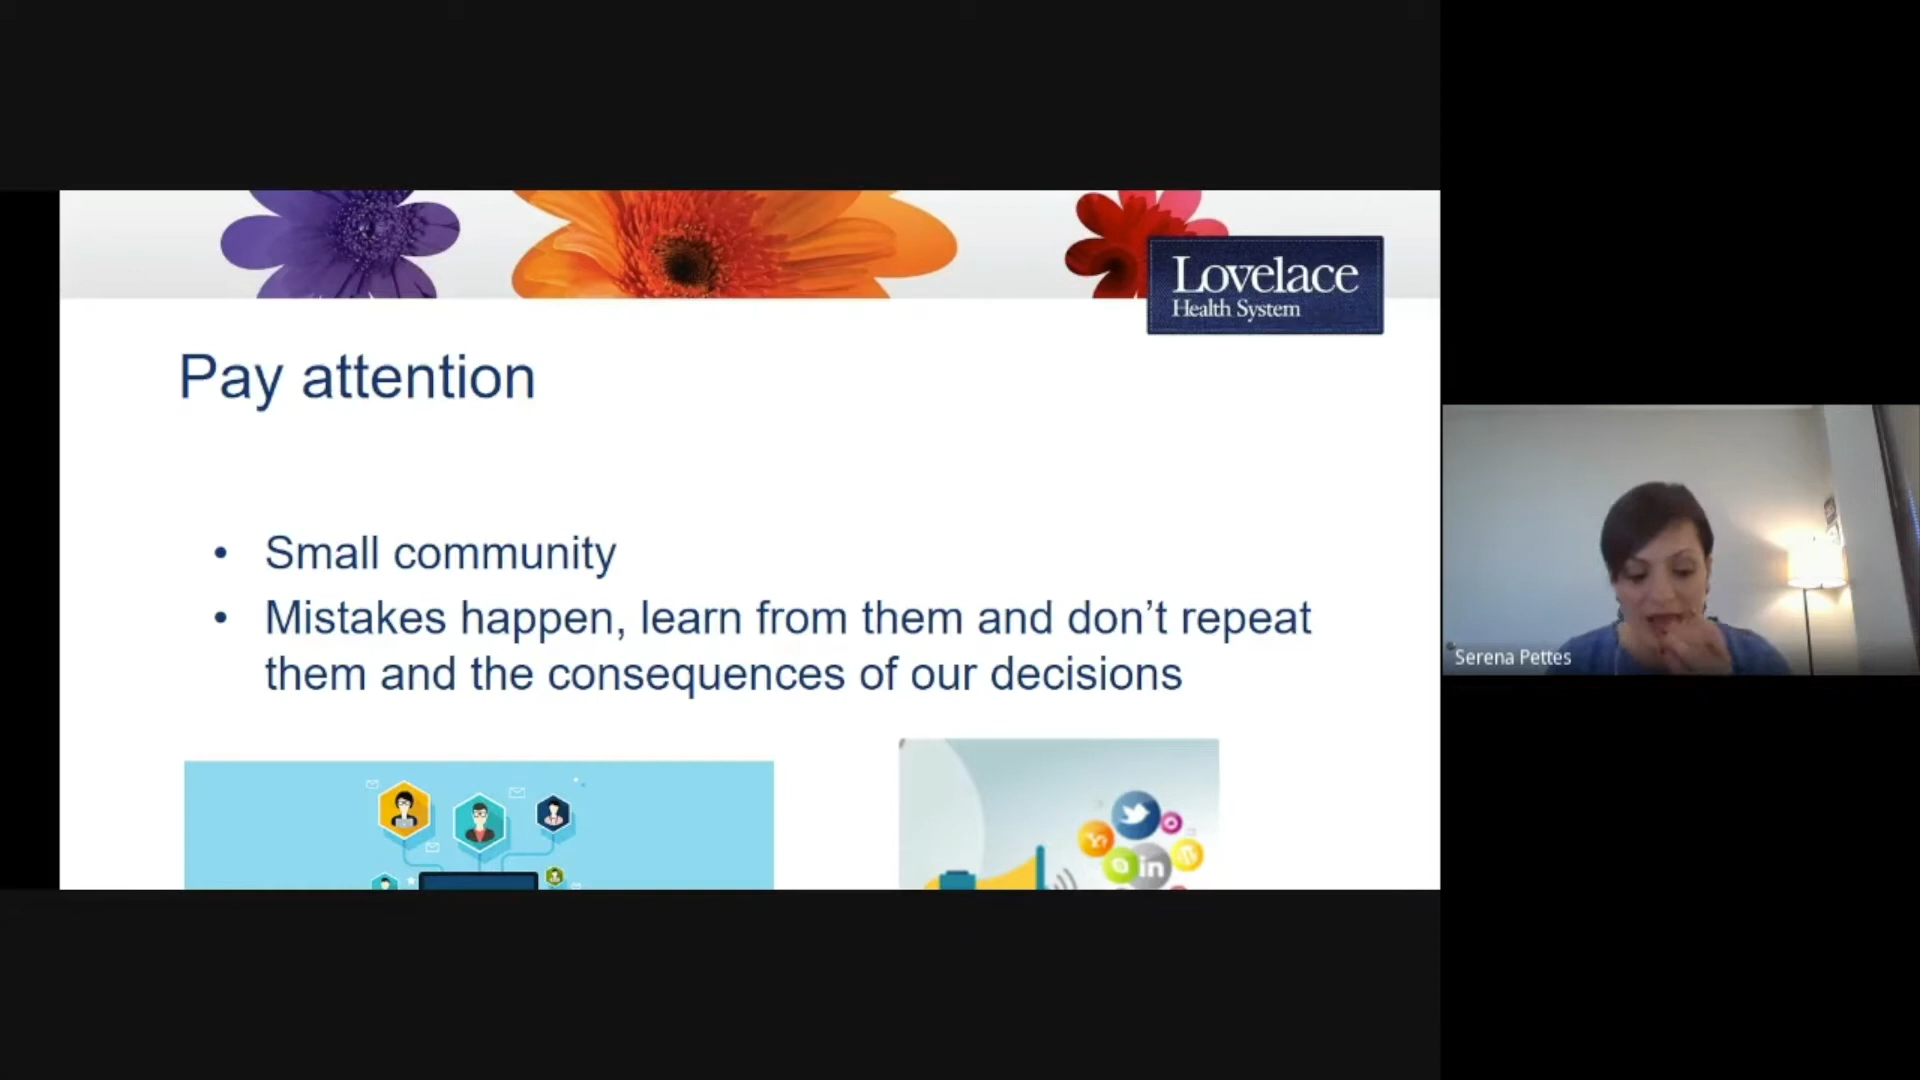 Lovelace
Health System
Pay attention
• Small community
• Mistakes happen, learn from them and don’t repeat
them and the consequences of our decisions
in
Serena Pettes